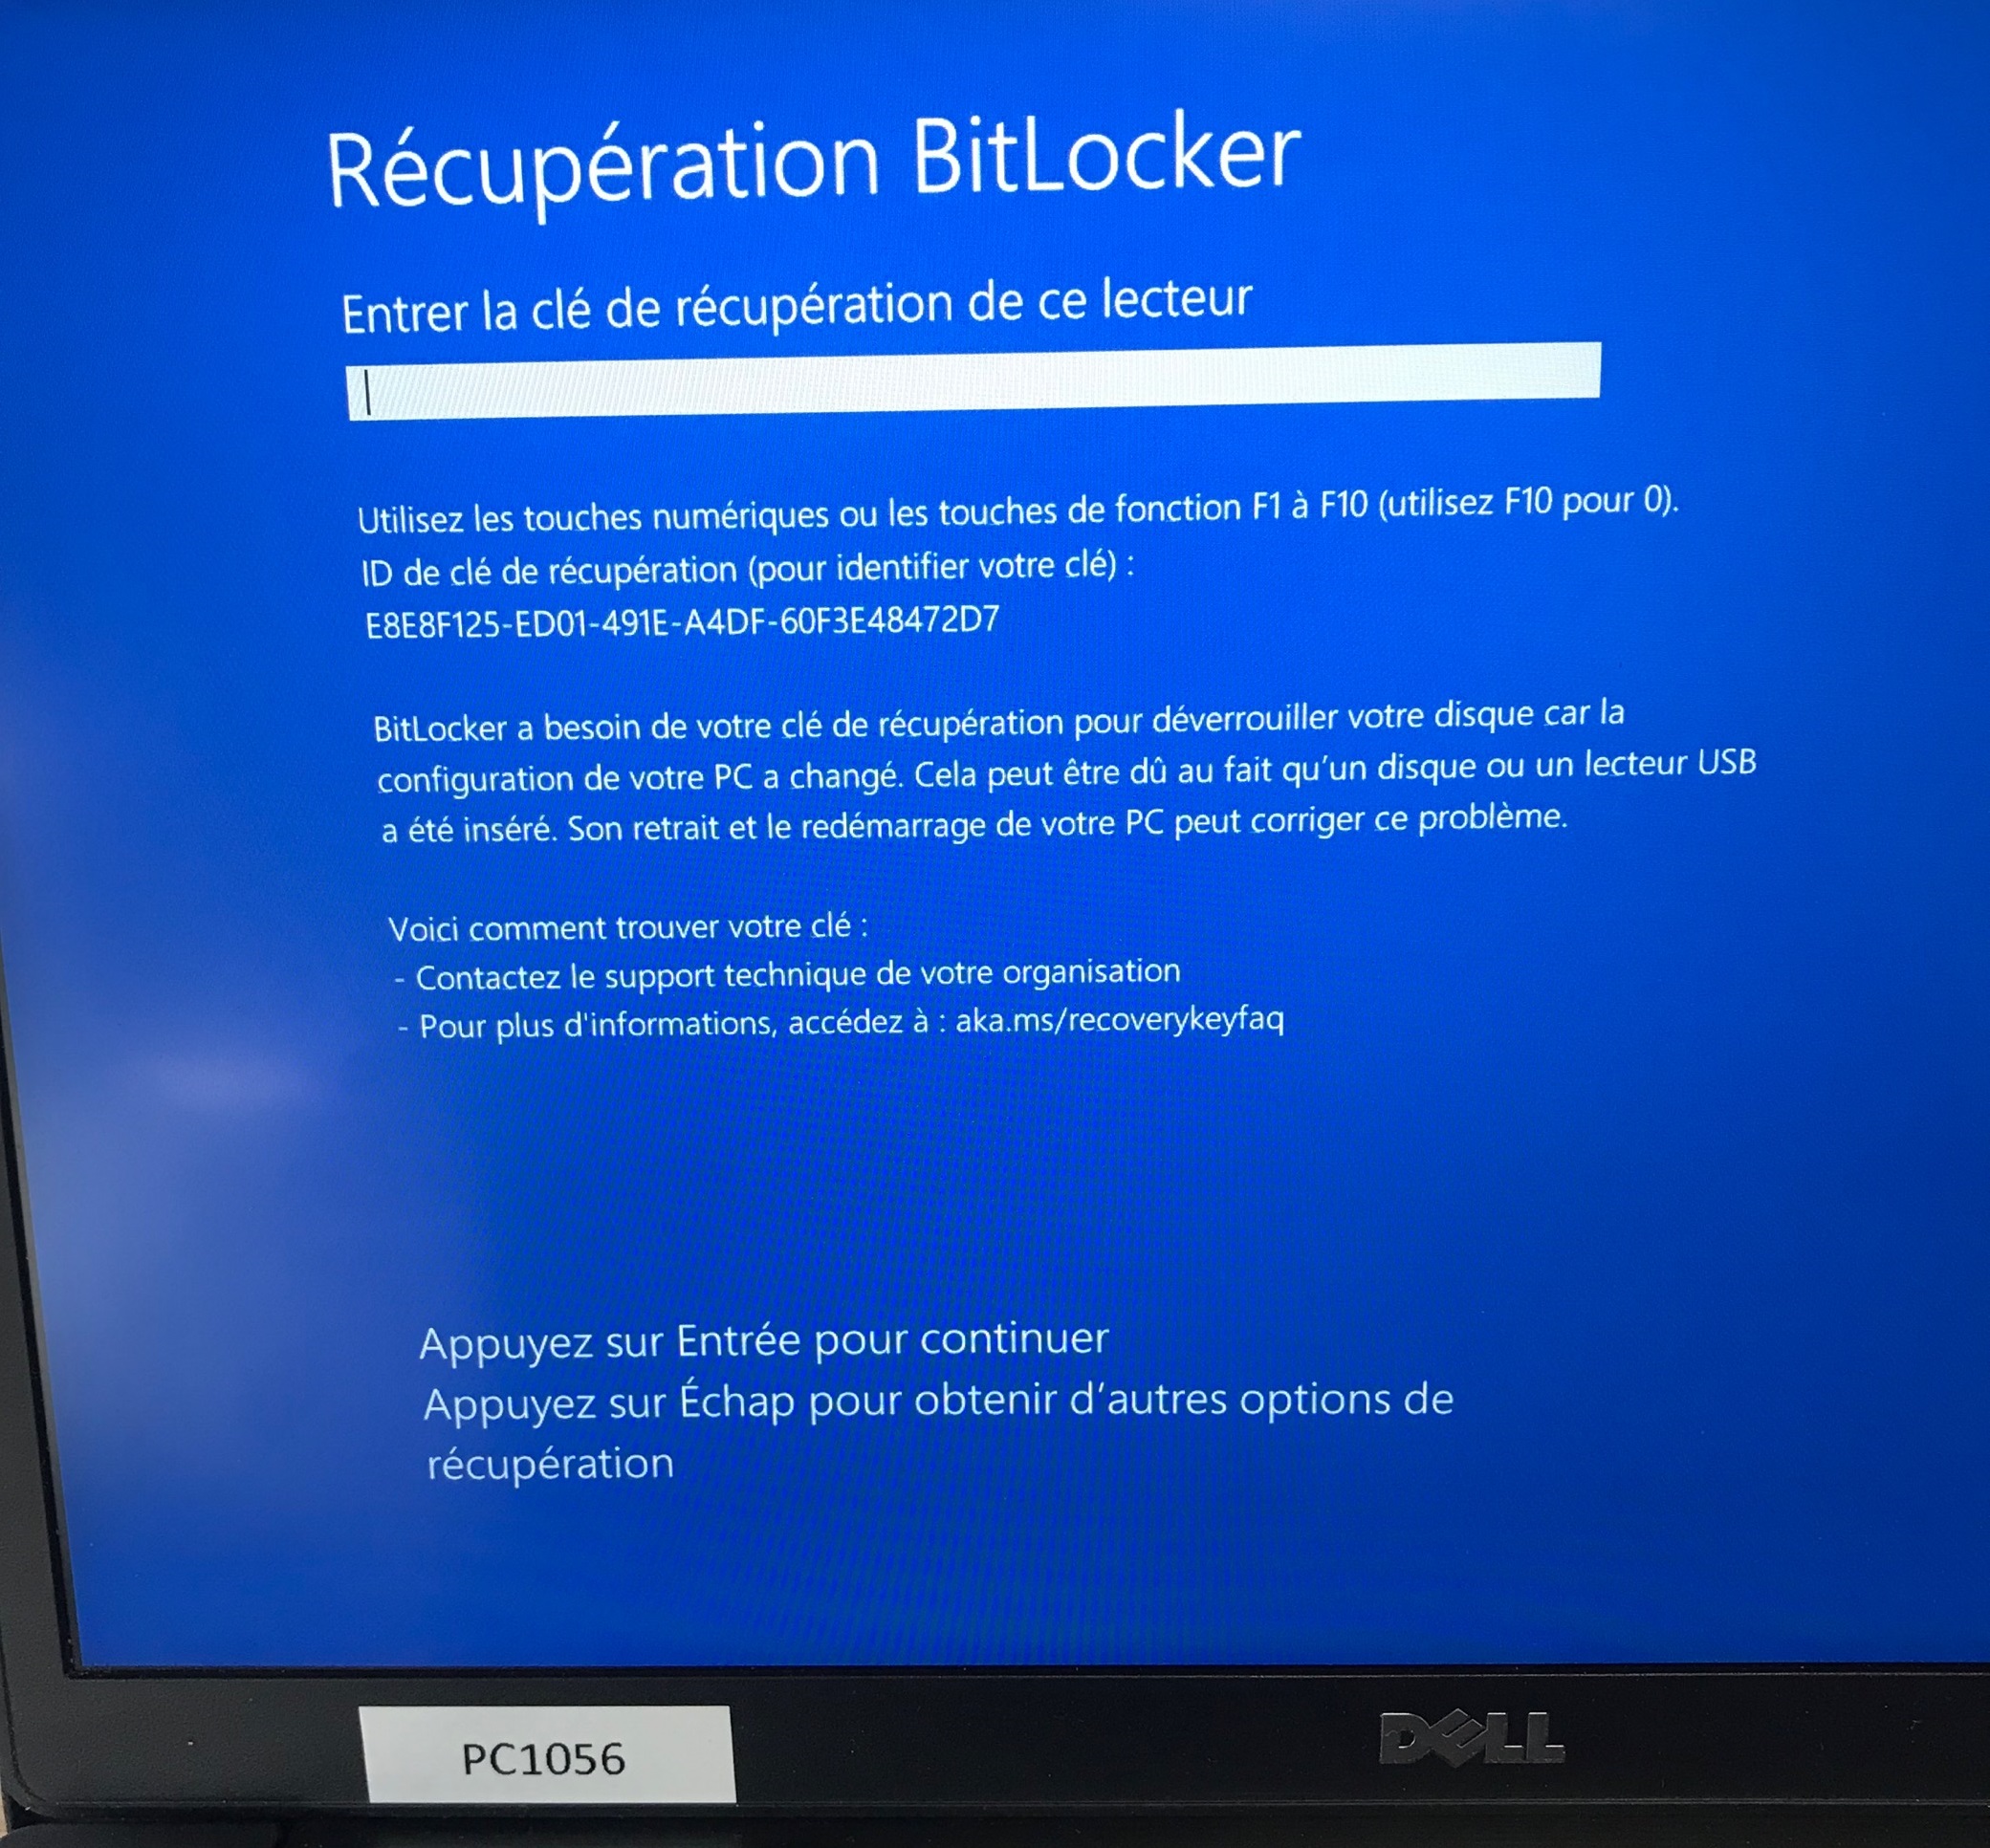 Récupération BitLocker
Entrer la clé de récupération de ce lecteur
Utilisez les touches numériques ou les touches de fonction F1 à F10 (utilisez F10 pour 0).
ID de clé de récupération (pour identifier votre clé) :
E8E8F125-ED01-491E-A4DF-60F3E48472D7
BitLocker a besoin de votre clé de récupération pour déverrouiller votre disque car la
configuration de votre PC a changé. Cela peut être dû au fait qu’un disque ou un lecteur USB
a été inséré. Son retrait et le redémarrage de votre PC peut corriger ce problème.
Voici comment trouver votre clé :
- Contactez le support technique de votre organisation
- Pour plus d'informations, accédez à : aka.ms/recoverykeyfaq
Appuyez sur Entrée pour continuer
Appuyez sur Échap pour obtenir d’autres options de
récupération
PC1056
DELL